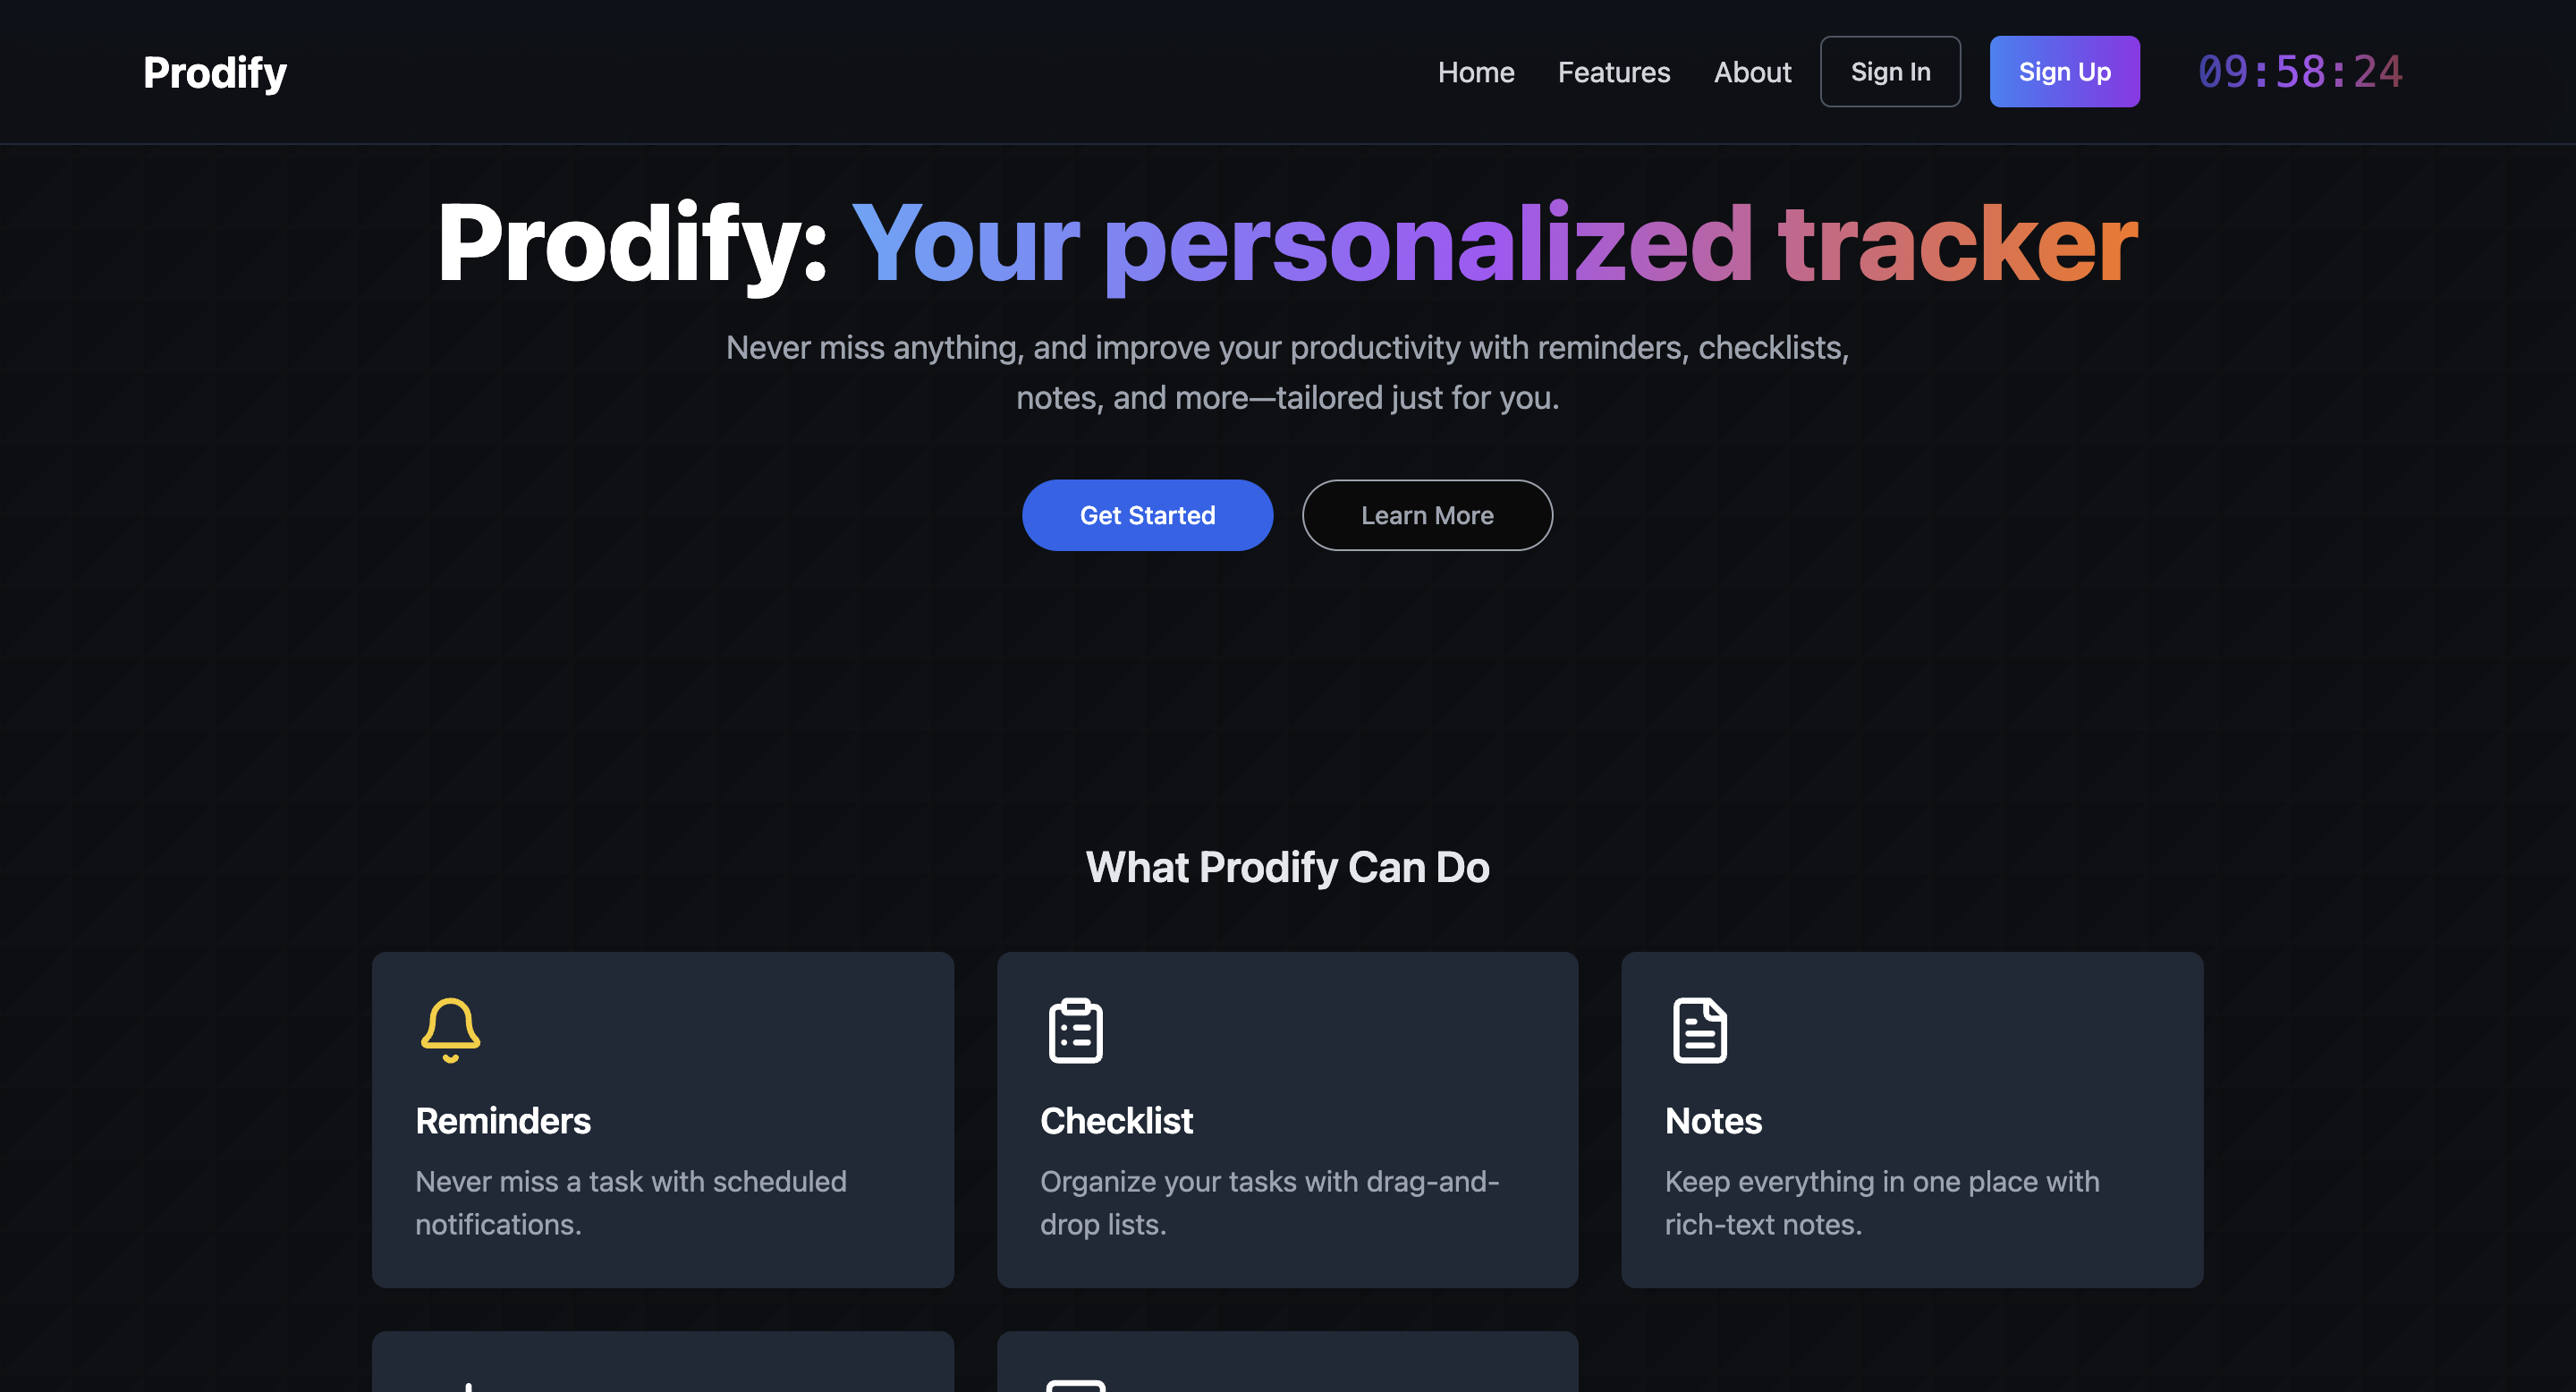 Prodify
Home
Features
About
Sign In
Sign Up
09:58:24
Prodify: Your personalized tracker
Never miss anything, and improve your productivity with reminders, checklists,
notes, and more—tailored just for you.
Get Started
Learn More
What Prodify Can Do
Reminders
Never miss a task with scheduled
notifications.
Checklist
Organize your tasks with drag-and-
drop lists.
Notes
Keep everything in one place with
rich-text notes.